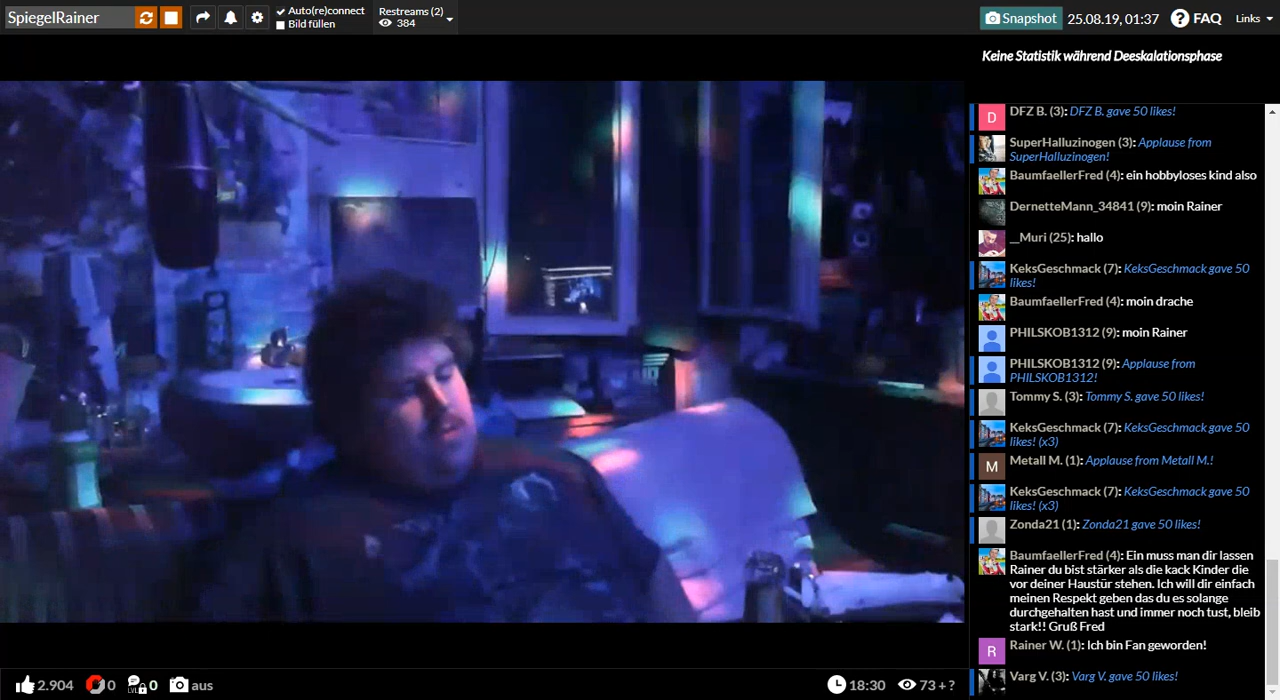 SpiegelRainer
Auto(re)connect
Bild füllen
Restreams (2)
384
Snapshot
25.08.19, 01:37
? FAQ
Links
Keine Statistik während Deeskalationsphase
D
DFZ B. (3): DFZ B. gave 50 likes!
SuperHalluzinogen (3): Applause from
SuperHalluzinogen!
BaumfaellerFred (4): ein hobbyloses kind also
DernetteMann_34841 (9): moin Rainer
__Muri (25): hallo
KeksGeschmack (7): KeksGeschmack gave 50
likes!
BaumfaellerFred (4): moin drache
PHILSKOB1312 (9): moin Rainer
PHILSKOB1312 (9): Applause from
PHILSKOB1312!
Tommy S. (3): Tommy S. gave 50 likes!
KeksGeschmack (7): KeksGeschmack gave 50
likes! (x3)
M
Metall M. (1): Applause from Metall M.!
KeksGeschmack (7): KeksGeschmack gave 50
likes! (x3)
Zonda21 (1): Zonda21 gave 50 likes!
BaumfaellerFred (4): Ein muss man dir lassen
Rainer du bist stärker als die kack Kinder die
vor deiner Haustür stehen. Ich will dir einfach
meinen Respekt geben das du es solange
durchgehalten hast und immer noch tust, bleib
stark!! Gruß Fred
R
Rainer W. (1): Ich bin Fan geworden!
Varg V. (3): Varg V. gave 50 likes!
2.904
0
LVL
0
aus
18:30
73 + ?